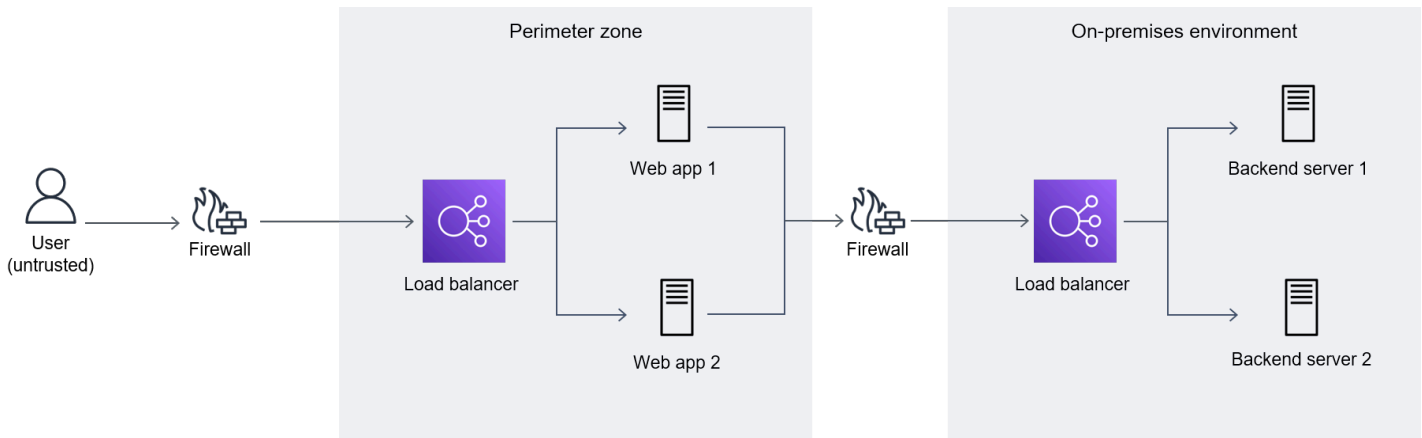 Perimeter zone
On-premises environment
Web app 1
Backend server 1
User
(untrusted)
Firewall
Load balancer
Firewall
Load balancer
Web app 2
Backend server 2